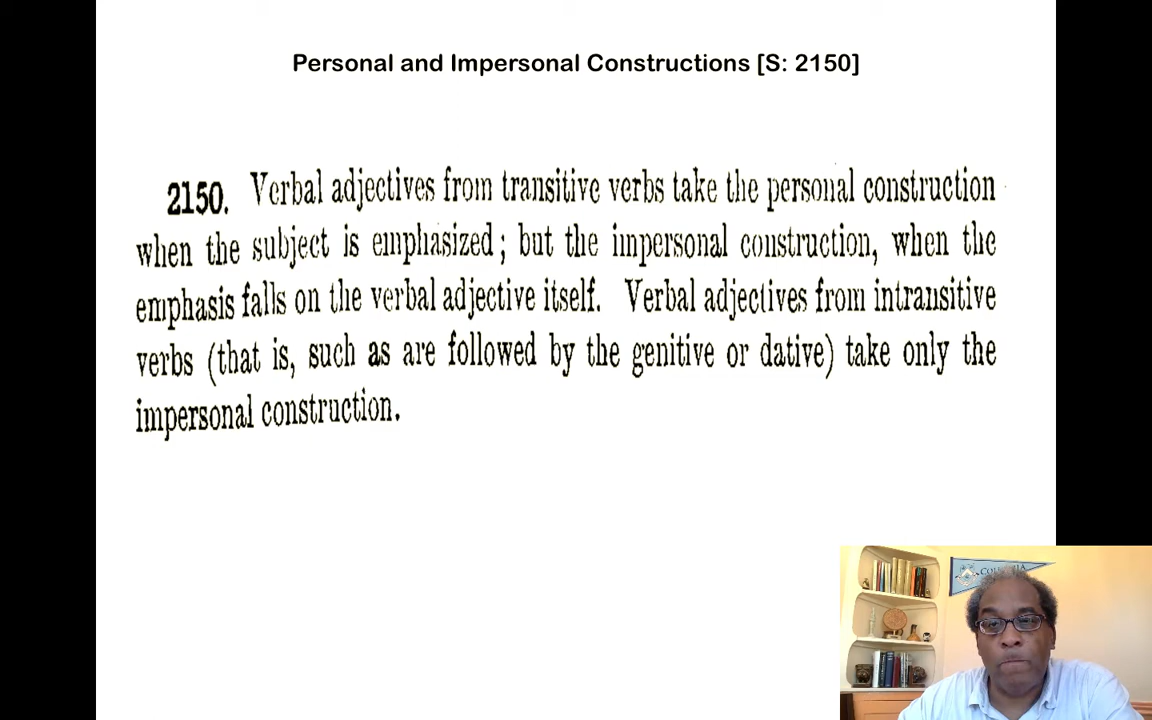 Personal and Impersonal Constructions [S: 2150]
2150. Verbal adjectives from transitive verbs take the personal construction
when the subject is emphasized; but the impersonal construction, when the
emphasis falls on the verbal adjective itself. Verbal adjectives from intransitive
verbs (that is, such as are followed by the genitive or dative) take only the
impersonal construction.